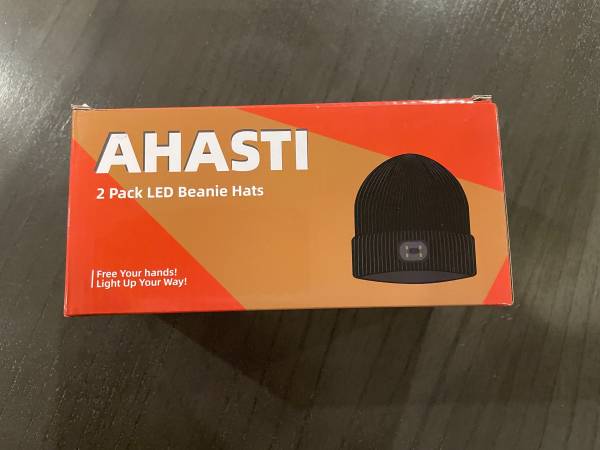 AHASTI
2 Pack LED Beanie Hats
Free Your hands!
Light Up Your Way!